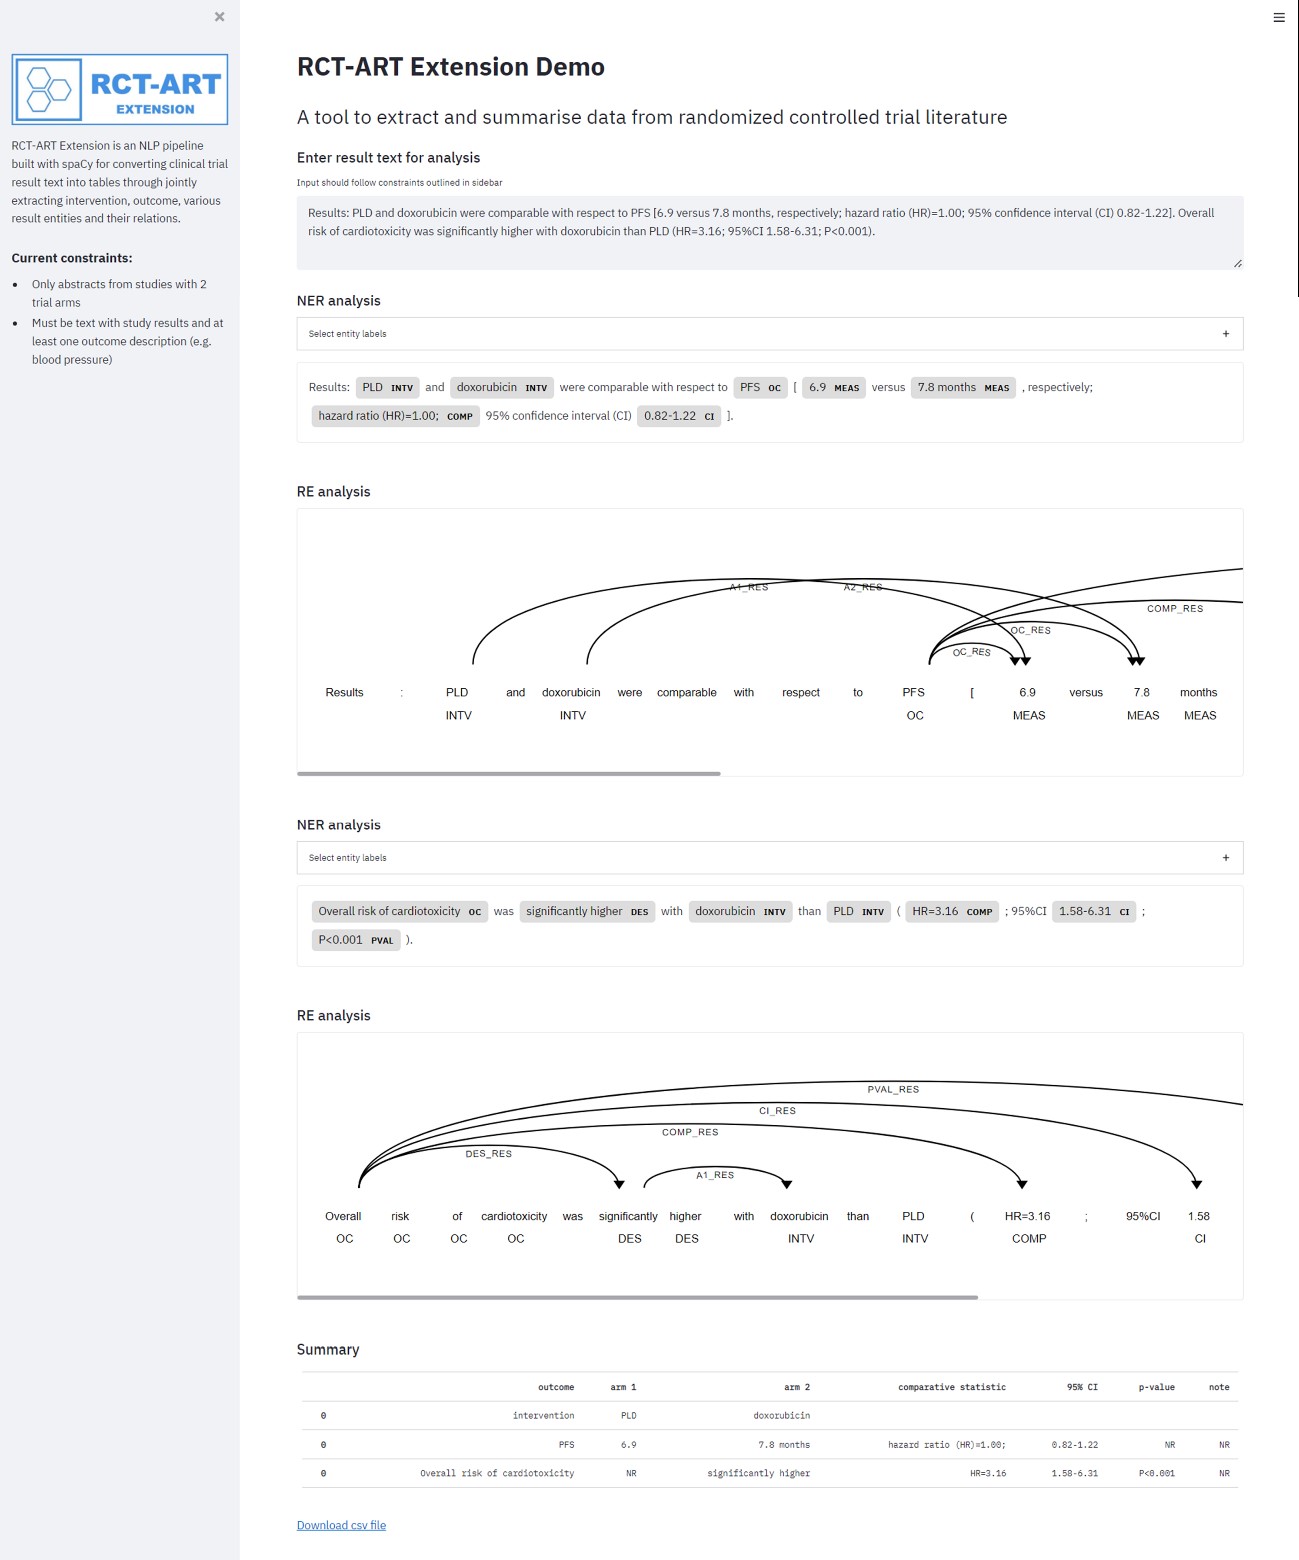 ×
RCT-ART
EXTENSION
RCT-ART Extension is an NLP pipeline
built with spaCy for converting clinical trial
result text into tables through jointly
extracting intervention, outcome, various
result entities and their relations.
Current constraints:
• Only abstracts from studies with 2
trial arms
• Must be text with study results and at
least one outcome description (e.g.
blood pressure)
RCT-ART Extension Demo
A tool to extract and summarise data from randomized controlled trial literature
Enter result text for analysis
Input should follow constraints outlined in sidebar
Results: PLD and doxorubicin were comparable with respect to PFS [6.9 versus 7.8 months, respectively; hazard ratio (HR)=1.00; 95% confidence interval (CI) 0.82-1.22]. Overall
risk of cardiotoxicity was significantly higher with doxorubicin than PLD (HR=3.16; 95%CI 1.58-6.31; P<0.001).
NER analysis
Select entity labels +
Results: PLD INTV and doxorubicin INTV were comparable with respect to PFS OC [ 6.9 MEAS versus 7.8 months MEAS , respectively;
hazard ratio (HR)=1.00; COMP 95% confidence interval (CI) 0.82-1.22 CI ].
RE analysis
A1_RES A2_RES
COMP_RES
OC_RES
OC_RES
Results : PLD and doxorubicin were comparable with respect to PFS [ 6.9 versus 7.8 months
INTV INTV OC MEAS MEAS MEAS
NER analysis
Select entity labels +
Overall risk of cardiotoxicity OC was significantly higher DES with doxorubicin INTV than PLD INTV ( HR=3.16 COMP ; 95%CI 1.58-6.31 CI ;
P<0.001 PVAL ).
RE analysis
PVAL_RES
CI_RES
COMP_RES
DES_RES
A1_RES
Overall risk of cardiotoxicity was significantly higher with doxorubicin than PLD ( HR=3.16 ; 95%CI 1.58
OC OC OC OC DES DES INTV INTV COMP CI
Summary
outcome arm 1 arm 2 comparative statistic 95% CI p-value note
0 intervention PLD doxorubicin
0 PFS 6.9 7.8 months hazard ratio (HR)=1.00; 0.82-1.22 NR NR
0 Overall risk of cardiotoxicity NR significantly higher HR=3.16 1.58-6.31 P<0.001 NR
Download csv file